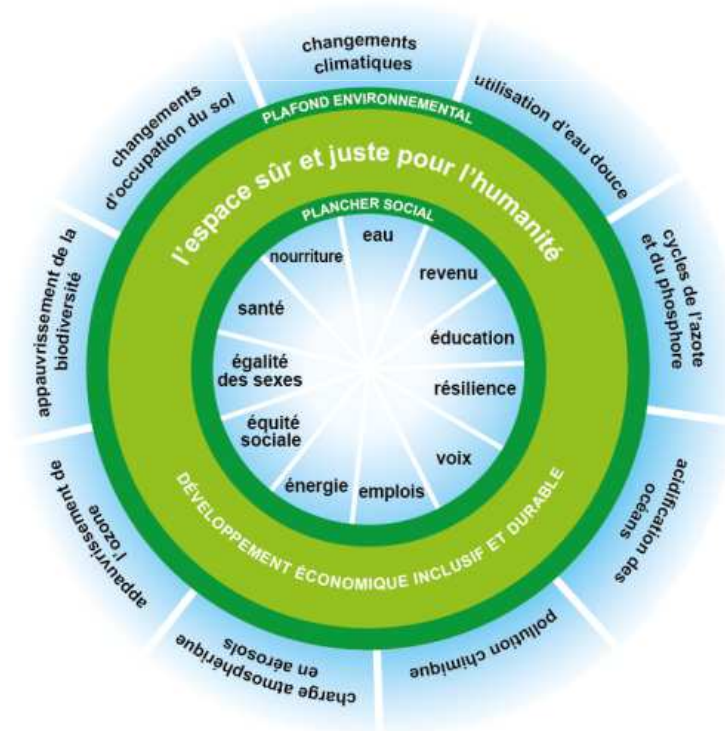 changements
climatiques
utilisation d'eau douce
cycles de l'azote
et du phosphore
acidification des
océans
pollution chimique
charge atmosphérique
en aérosols
appauvrissement de
l'ozone
appauvrissement de la
biodiversité
changements
d'occupation du sol
PLAFOND ENVIRONNEMENTAL
l'espace sûr et juste pour l'humanité
PLANCHER SOCIAL
eau
revenu
éducation
résilience
voix
emplois
énergie
équité
sociale
égalité
des sexes
santé
nourriture
DÉVELOPPEMENT ÉCONOMIQUE INCLUSIF ET DURABLE